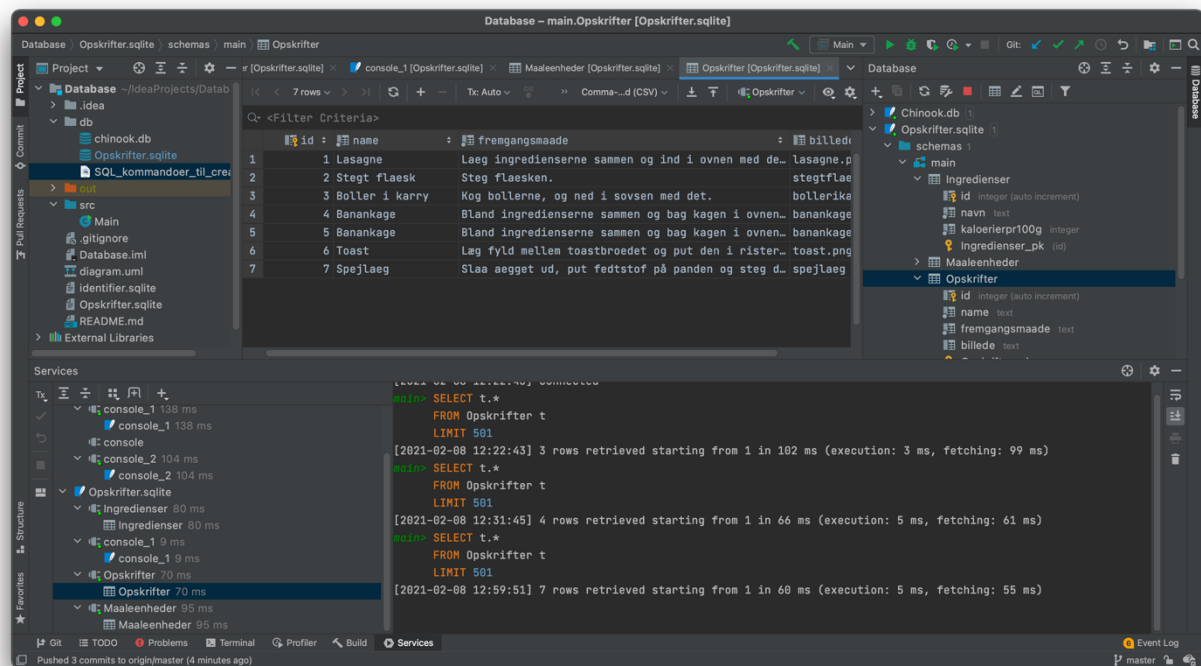 Database – main.Opskrifter [Opskrifter.sqlite]
Database Opskrifter.sqlite schemas main Opskrifter
Main
Git:
Project
Commit
Pull Requests
Structure
Favorites
Project
Database ~/IdeaProjects/Datab
.idea
db
chinook.db
Opskrifter.sqlite
SQL_kommandoer_til_crea
out
src
Main
.gitignore
Database.iml
diagram.uml
identifier.sqlite
Opskrifter.sqlite
README.md
External Libraries
er [Opskrifter.sqlite] console_1 [Opskrifter.sqlite] Maaleenheder [Opskrifter.sqlite] Opskrifter [Opskrifter.sqlite]
7 rows Tx: Auto Comma-...d (CSV) Opskrifter
<Filter Criteria>
id name fremgangsmaade billede
1 1 Lasagne Laeg ingredienserne sammen og ind i ovnen med de… lasagne.p
2 2 Stegt flaesk Steg flaesken. stegtflae
3 3 Boller i karry Kog bollerne, og ned i sovsen med det. bollerika
4 4 Banankage Bland ingredienserne sammen og bag kagen i ovnen… banankage
5 5 Banankage Bland ingredienserne sammen og bag kagen i ovnen… banankage
6 6 Toast Læg fyld mellem toastbroedet og put den i rister… toast.png
7 7 Spejlaeg Slaa aegget ud, put fedtstof på panden og steg d… spejlaeg
Database
Chinook.db 1
Opskrifter.sqlite 1
schemas 1
main
Ingredienser
id integer (auto increment)
navn text
kaloerierpr100g integer
Ingredienser_pk (id)
Maaleenheder
Opskrifter
id integer (auto increment)
name text
fremgangsmaade text
billede text
Database
Services
Tx
console_1 138 ms
console_1 138 ms
console
console_2 104 ms
console_2 104 ms
Opskrifter.sqlite
Ingredienser 80 ms
Ingredienser 80 ms
console_1 9 ms
console_1 9 ms
Opskrifter 70 ms
Opskrifter 70 ms
Maaleenheder 95 ms
Maaleenheder 95 ms
[2021-02-08 12:22:43] Connected
main> SELECT t.*
FROM Opskrifter t
LIMIT 501
[2021-02-08 12:22:43] 3 rows retrieved starting from 1 in 102 ms (execution: 3 ms, fetching: 99 ms)
main> SELECT t.*
FROM Opskrifter t
LIMIT 501
[2021-02-08 12:31:45] 4 rows retrieved starting from 1 in 66 ms (execution: 5 ms, fetching: 61 ms)
main> SELECT t.*
FROM Opskrifter t
LIMIT 501
[2021-02-08 12:59:51] 7 rows retrieved starting from 1 in 60 ms (execution: 5 ms, fetching: 55 ms)
Git TODO Problems Terminal Profiler Build Services 6 Event Log
Pushed 3 commits to origin/master (4 minutes ago) master